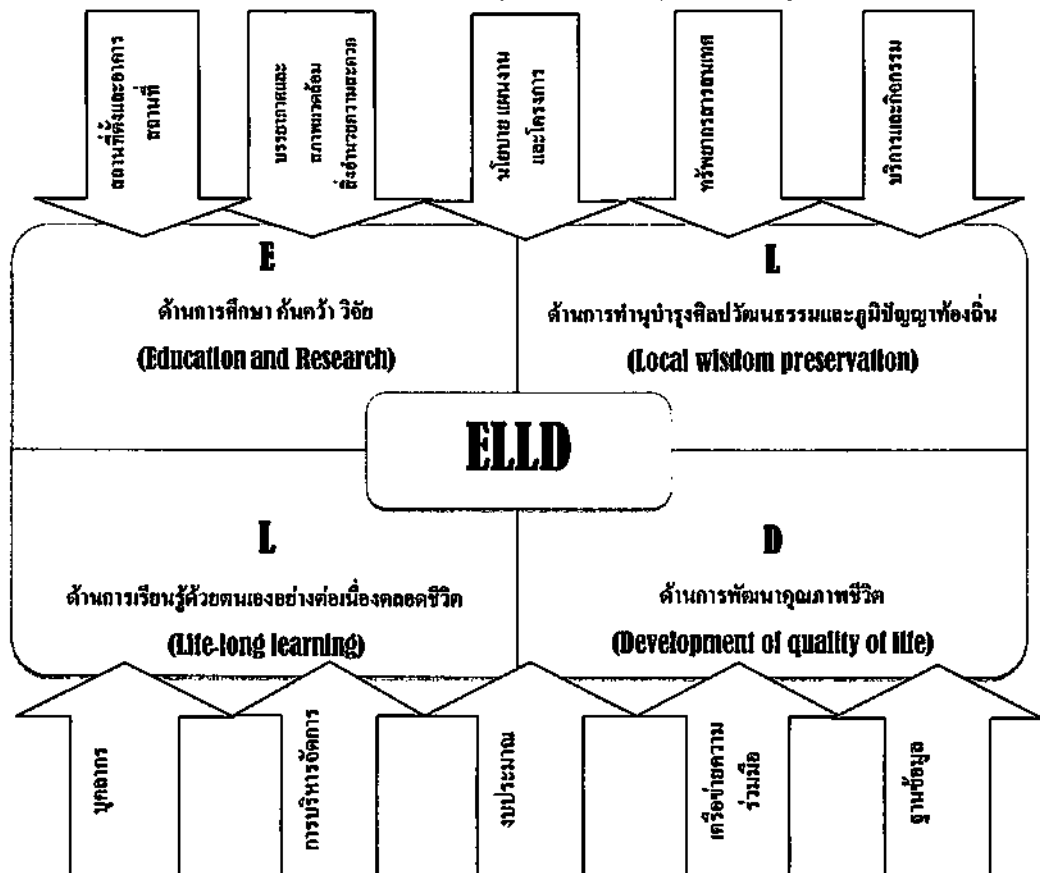 สถานที่ตั้งและอาคาร
สถานที่
บรรยากาศและ
สภาพแวดล้อม
สิ่งอำนวยความสะดวก
นโยบาย แผนงาน
และโครงการ
ทรัพยากรสารสนเทศ
บริการและกิจกรรม
E
ด้านการศึกษา ค้นคว้า วิจัย
(Education and Research)
L
ด้านการทำนุบำรุงศิลปวัฒนธรรมและภูมิปัญญาท้องถิ่น
(Local wisdom preservation)
ELLD
L
ด้านการเรียนรู้ด้วยตนเองอย่างต่อเนื่องตลอดชีวิต
(Life-long learning)
D
ด้านการพัฒนาคุณภาพชีวิต
(Development of quality of life)
บุคลากร
การบริหารจัดการ
งบประมาณ
เครือข่ายความ
ร่วมมือ
ฐานข้อมูล